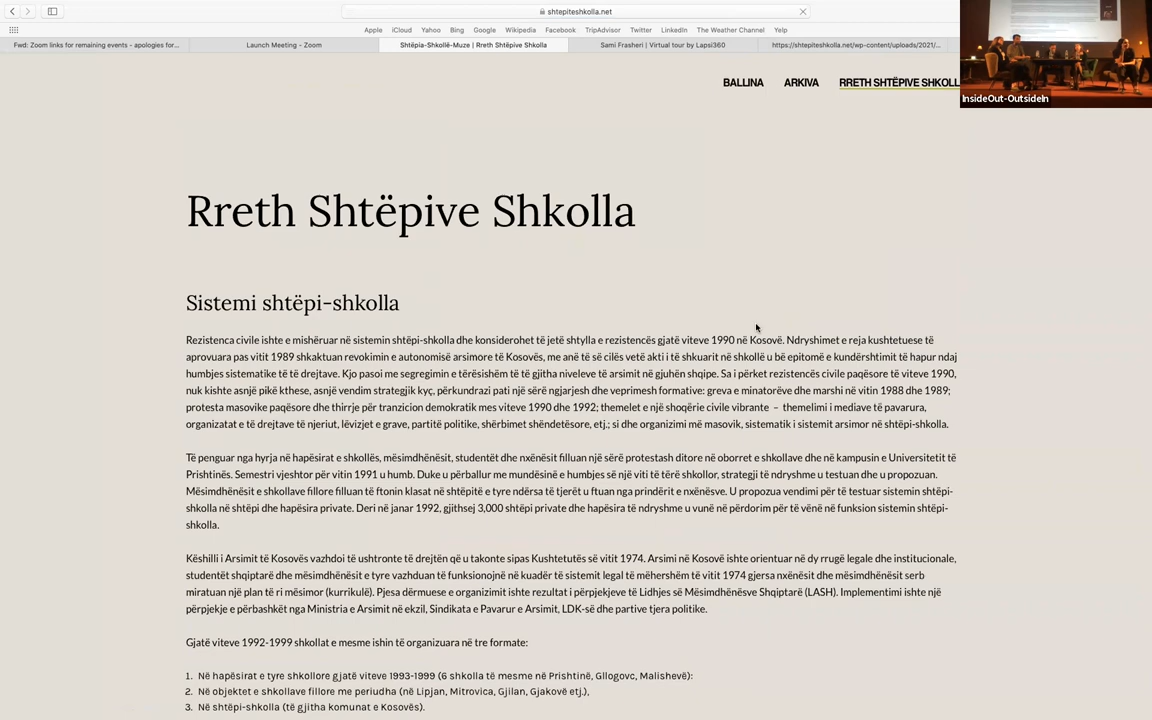 shtepiteshkolla.net
Apple iCloud Yahoo Bing Google Wikipedia Facebook TripAdvisor Twitter LinkedIn The Weather Channel Yelp
Fwd: Zoom links for remaining events - apologies for... Launch Meeting - Zoom Shtëpia-Shkollë-Muze | Rreth Shtëpive Shkolla Sami Frasheri | Virtual tour by Lapsi360 https://shtepiteshkolla.net/wp-content/uploads/2021/...
InsideOut-OutsideIn
BALLINA ARKIVA RRETH SHTËPIVE SHKOLL
Rreth Shtëpive Shkolla
Sistemi shtëpi-shkolla
Rezistenca civile ishte e mishëruar në sistemin shtëpi-shkolla dhe konsiderohet të jetë shtylla e rezistencës gjatë viteve 1990 në Kosovë. Ndryshimet e reja kushtetuese të
aprovuara pas vitit 1989 shkaktuan revokimin e autonomisë arsimore të Kosovës, me anë të së cilës vetë akti i të shkuarit në shkollë u bë epitomë e kundërshtimit të hapur ndaj
humbjes sistematike të të drejtave. Kjo pasoi me segregimin e tërësishëm të të gjitha niveleve të arsimit në gjuhën shqipe. Sa i përket rezistencës civile paqësore të viteve 1990,
nuk kishte asnjë pikë kthese, asnjë vendim strategjik kyç, përkundrazi pati një sërë ngjarjesh dhe veprimesh formative: greva e minatorëve dhe marshi në vitin 1988 dhe 1989;
protesta masovike paqësore dhe thirrje për tranzicion demokratik mes viteve 1990 dhe 1992; themelet e një shoqërie civile vibrante – themelimi i mediave të pavarura,
organizatat e të drejtave të njeriut, lëvizjet e grave, partitë politike, shërbimet shëndetësore, etj.; si dhe organizimi më masovik, sistematik i sistemit arsimor në shtëpi-shkolla.
Të penguar nga hyrja në hapësirat e shkollës, mësimdhënësit, studentët dhe nxënësit filluan një sërë protestash ditore në oborret e shkollave dhe në kampusin e Universitetit të
Prishtinës. Semestri vjeshtor për vitin 1991 u humb. Duke u përballur me mundësinë e humbjes së një viti të tërë shkollor, strategji të ndryshme u testuan dhe u propozuan.
Mësimdhënësit e shkollave fillore filluan të ftonin klasat në shtëpitë e tyre ndërsa të tjerët u ftuan nga prindërit e nxënësve. U propozua vendimi për të testuar sistemin shtëpi-
shkolla në shtëpi dhe hapësira private. Deri në janar 1992, gjithsej 3,000 shtëpi private dhe hapësira të ndryshme u vunë në përdorim për të vënë në funksion sistemin shtëpi-
shkolla.
Këshilli i Arsimit të Kosovës vazhdoi të ushtronte të drejtën që u takonte sipas Kushtetutës së vitit 1974. Arsimi në Kosovë ishte orientuar në dy rrugë legale dhe institucionale,
studentët shqiptarë dhe mësimdhënësit e tyre vazhduan të funksionojnë në kuadër të sistemit legal të mëhershëm të vitit 1974 gjersa nxënësit dhe mësimdhënësit serb
miratuan një plan të ri mësimor (kurrikulë). Pjesa dërmuese e organizimit ishte rezultat i përpjekjeve të Lidhjes së Mësimdhënësve Shqiptarë (LASH). Implementimi ishte një
përpjekje e përbashkët nga Ministria e Arsimit në ekzil, Sindikata e Pavarur e Arsimit, LDK-së dhe partive tjera politike.
Gjatë viteve 1992-1999 shkollat e mesme ishin të organizuara në tre formate:
1. Në hapësirat e tyre shkollore gjatë viteve 1993-1999 (6 shkolla të mesme në Prishtinë, Gllogovc, Malishevë):
2. Në objektet e shkollave fillore me periudha (në Lipjan, Mitrovica, Gjilan, Gjakovë etj.),
3. Në shtëpi-shkolla (të gjitha komunat e Kosovës).